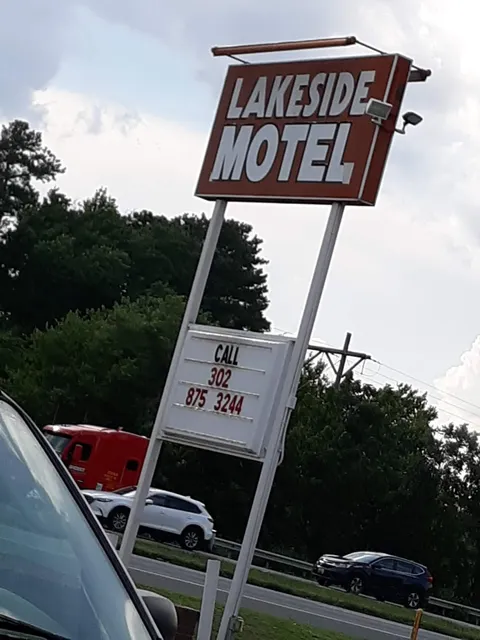 LAKESIDE
MOTEL
CALL
302
875 3244